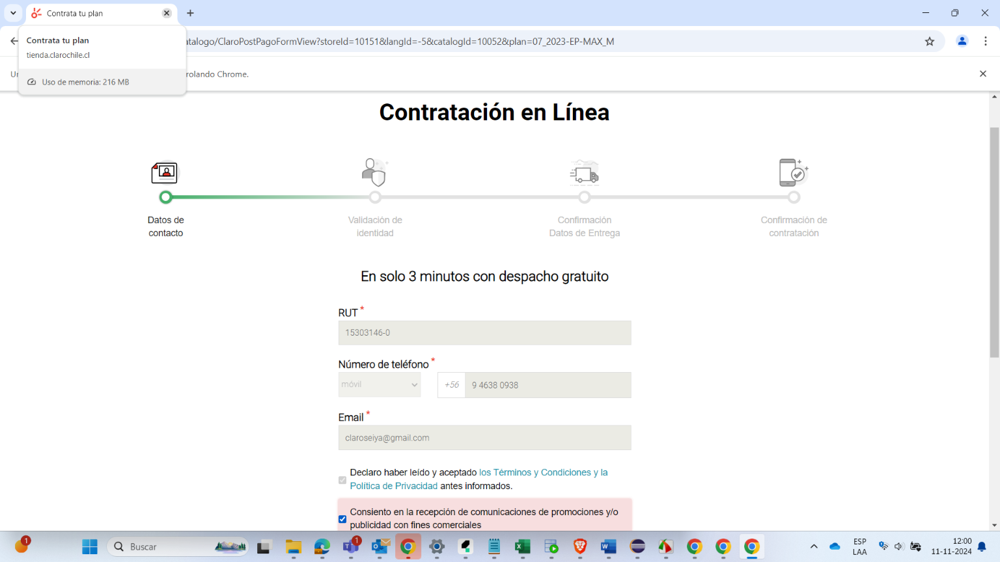 Contrata tu plan
Contrata tu plan
tienda.clarochile.cl
Uso de memoria: 216 MB
atalogo/ClaroPostPagoFormView?storeId=10151&langId=-5&catalogId=10052&plan=07_2023-EP-MAX_M
rolando Chrome.
Contratación en Línea
Datos de
contacto
Validación de
identidad
Confirmación
Datos de Entrega
Confirmación de
contratación
En solo 3 minutos con despacho gratuito
RUT *
15303146-0
Número de teléfono *
móvil +56 9 4638 0938
Email *
claroseiya@gmail.com
Declaro haber leído y aceptado los Términos y Condiciones y la
Política de Privacidad antes informados.
Consiento en la recepción de comunicaciones de promociones y/o
publicidad con fines comerciales
1
Buscar
1
ESP
LAA
12:00
11-11-2024